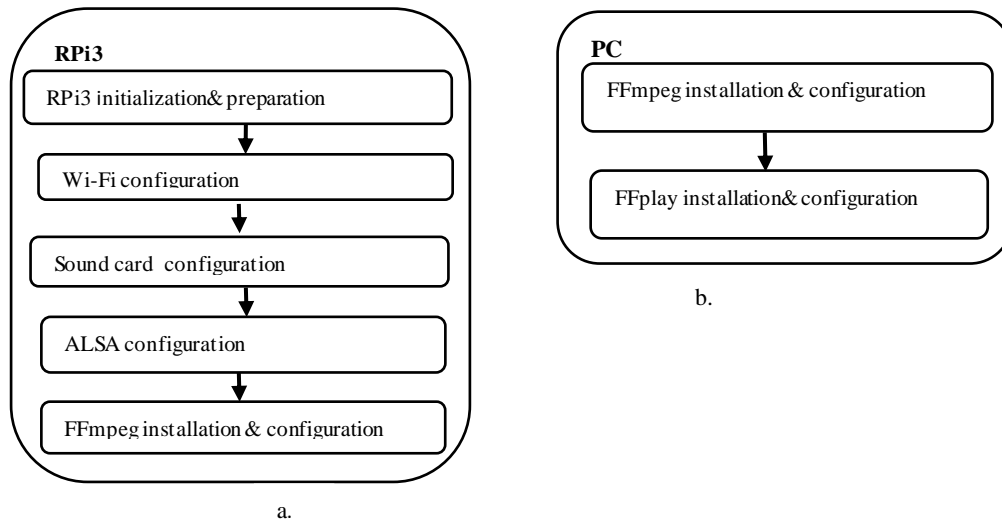 RPi3
RPi3 initialization& preparation
Wi-Fi configuration
Sound card configuration
ALSA configuration
FFmpeg installation & configuration
a.
PC
FFmpeg installation & configuration
FFplay installation& configuration
b.